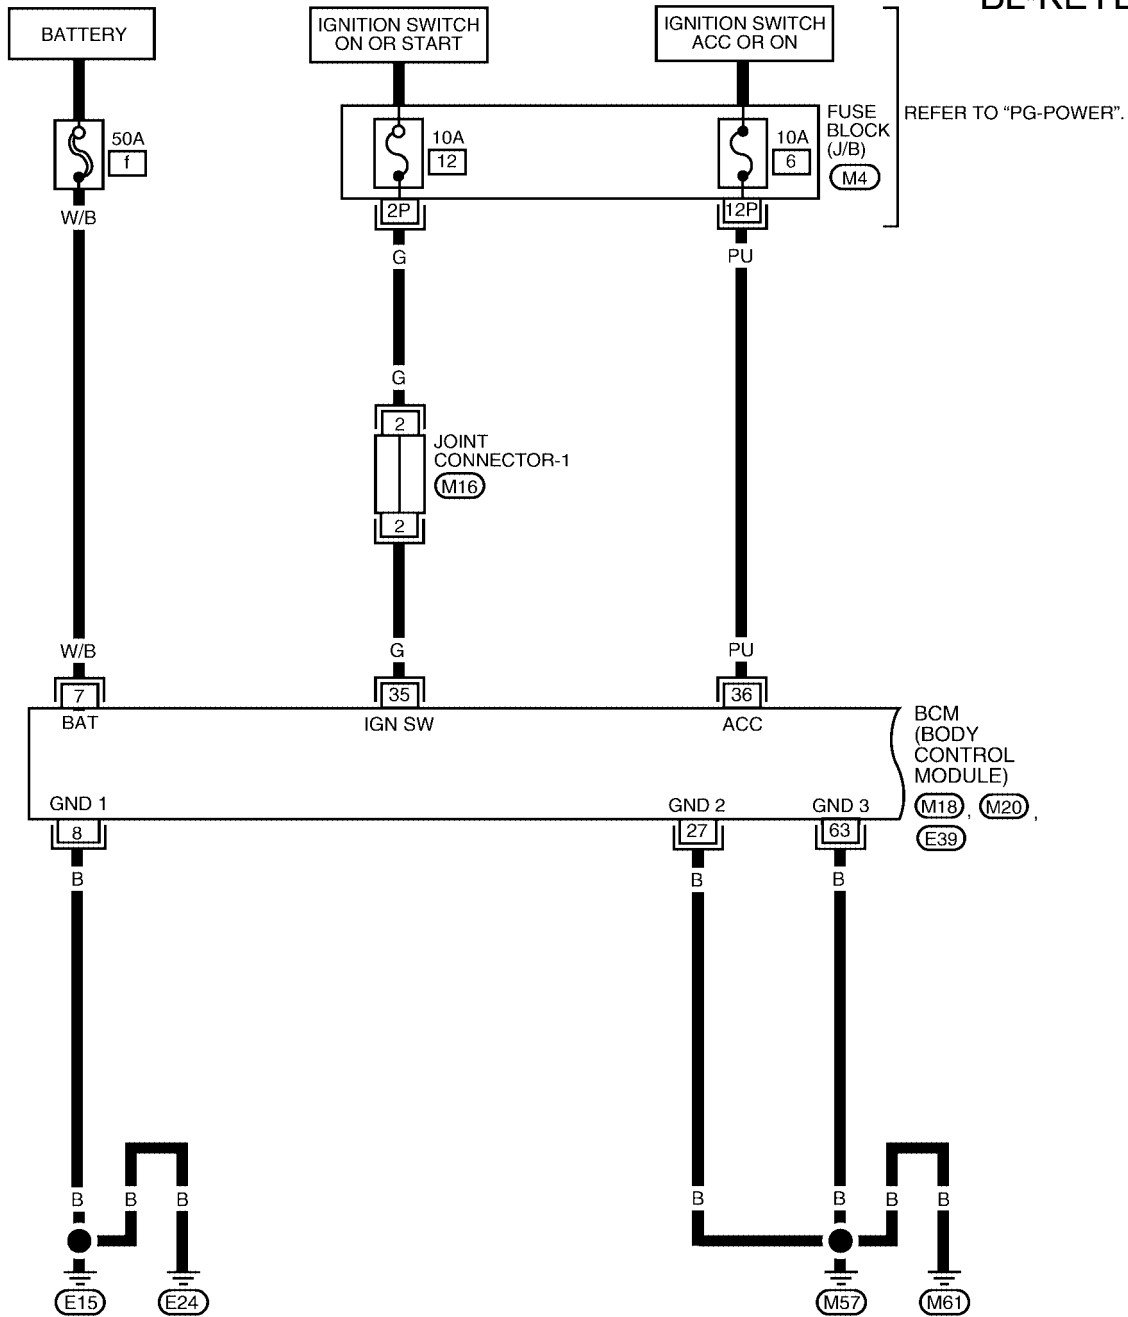 BATTERY
IGNITION SWITCH
ON OR START
IGNITION SWITCH
ACC OR ON
50A
f
10A
12
10A
6
FUSE
BLOCK
(J/B)
M4
REFER TO “PG-POWER”.
W/B
2P
12P
G
PU
G
2
JOINT
CONNECTOR-1
M16
2
W/B
G
PU
7
35
36
BAT
IGN SW
ACC
BCM
(BODY
CONTROL
MODULE)
M18 , M20 ,
E39
GND 1
GND 2
GND 3
8
27
63
B
B
B
B
B
B
B
B
B
B
E15
E24
M57
M61